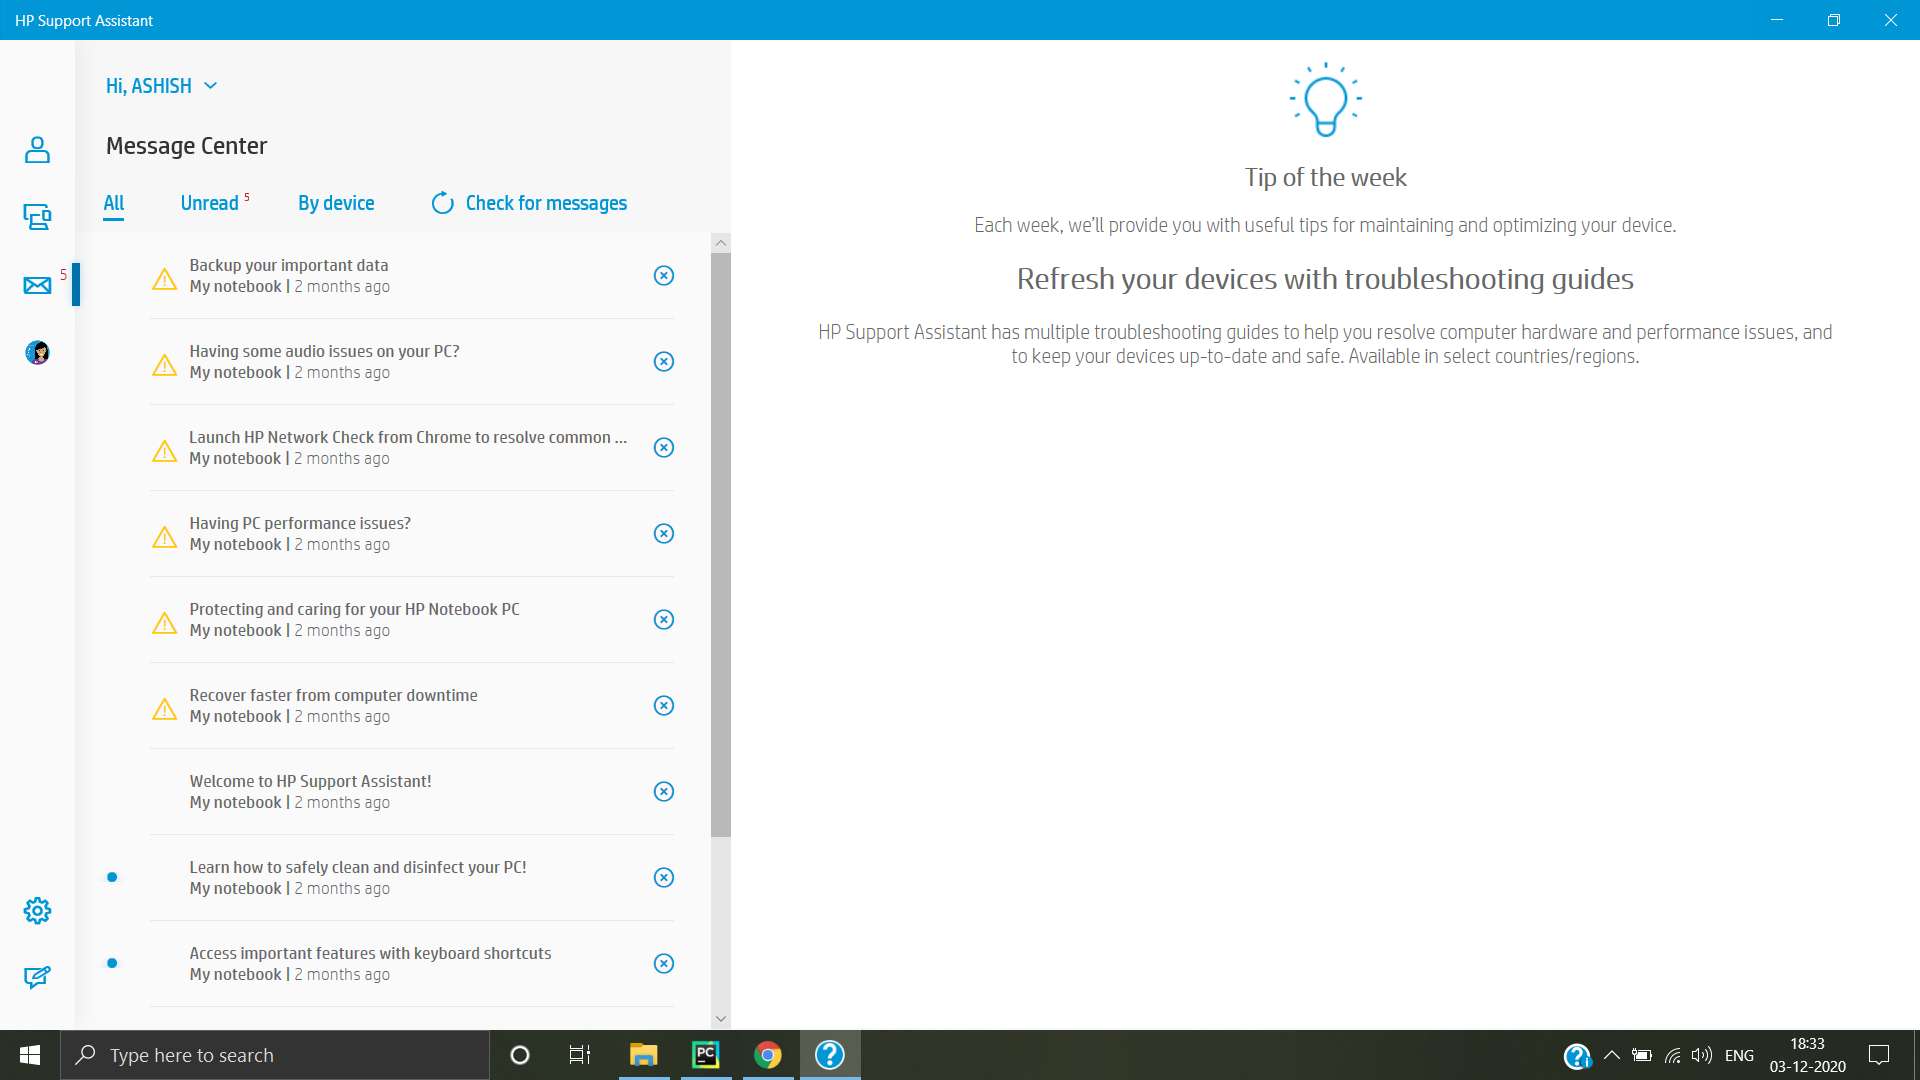 HP Support Assistant
Hi, ASHISH
Message Center
All Unread 5 By device Check for messages
5
Backup your important data
My notebook | 2 months ago
Having some audio issues on your PC?
My notebook | 2 months ago
Launch HP Network Check from Chrome to resolve common ...
My notebook | 2 months ago
Having PC performance issues?
My notebook | 2 months ago
Protecting and caring for your HP Notebook PC
My notebook | 2 months ago
Recover faster from computer downtime
My notebook | 2 months ago
Welcome to HP Support Assistant!
My notebook | 2 months ago
Learn how to safely clean and disinfect your PC!
My notebook | 2 months ago
Access important features with keyboard shortcuts
My notebook | 2 months ago
Tip of the week
Each week, we'll provide you with useful tips for maintaining and optimizing your device.
Refresh your devices with troubleshooting guides
HP Support Assistant has multiple troubleshooting guides to help you resolve computer hardware and performance issues, and
to keep your devices up-to-date and safe. Available in select countries/regions.
Type here to search
PC
ENG
18:33
03-12-2020